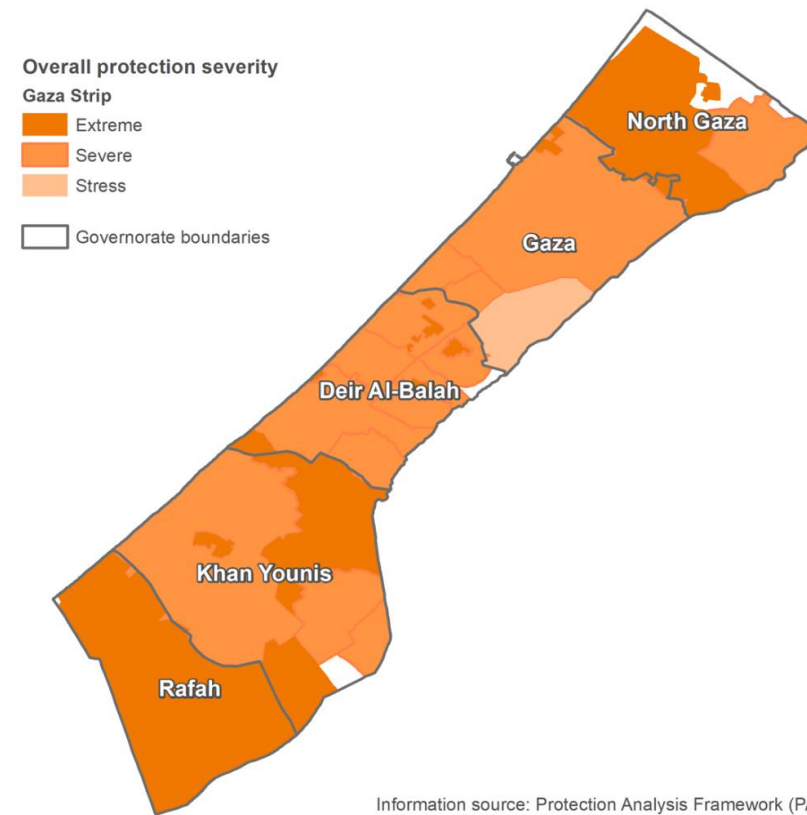 Overall protection severity
Gaza Strip
Extreme
Severe
Stress
Governorate boundaries
North Gaza
Gaza
Deir Al-Balah
Khan Younis
Rafah
Information source: Protection Analysis Framework (PA